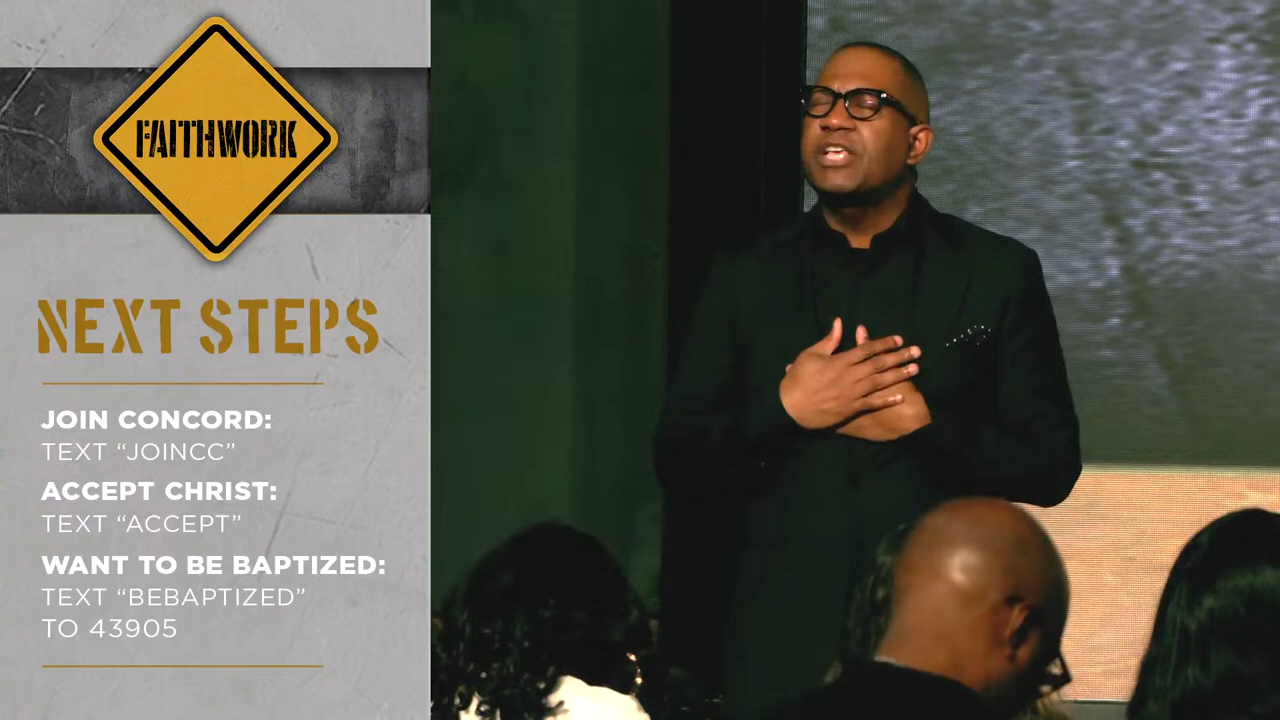 FAITHWORK
NEXT STEPS
JOIN CONCORD:
TEXT “JOINCC”
ACCEPT CHRIST:
TEXT “ACCEPT”
WANT TO BE BAPTIZED:
TEXT “BEBAPTIZED”
TO 43905